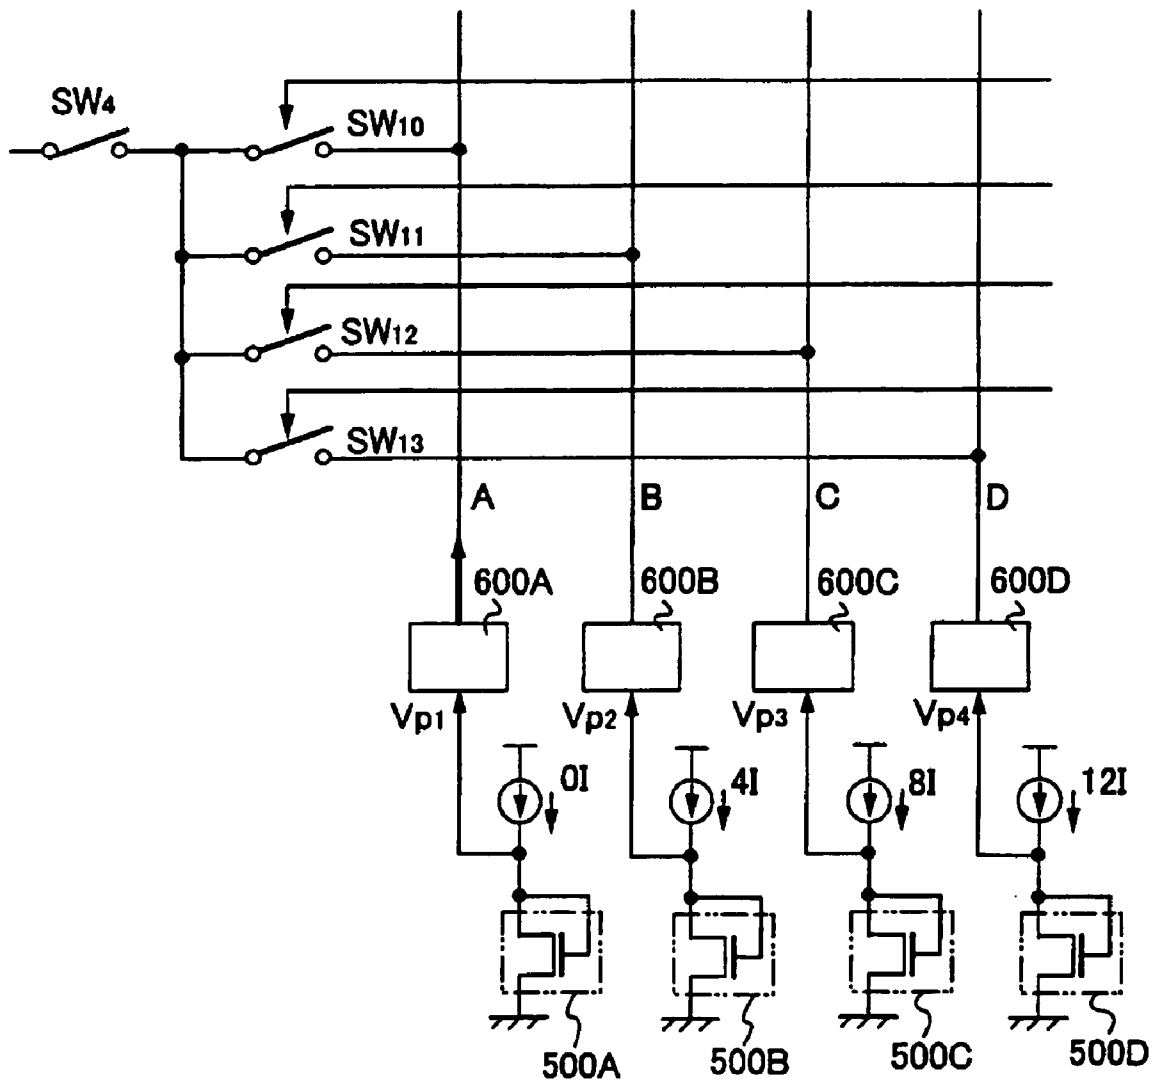 SW4
SW10
SW11
SW12
SW13
A B C D
600A 600B 600C 600D
Vp1 Vp2 Vp3 Vp4
0I 4I 8I 12I
500A 500B 500C 500D